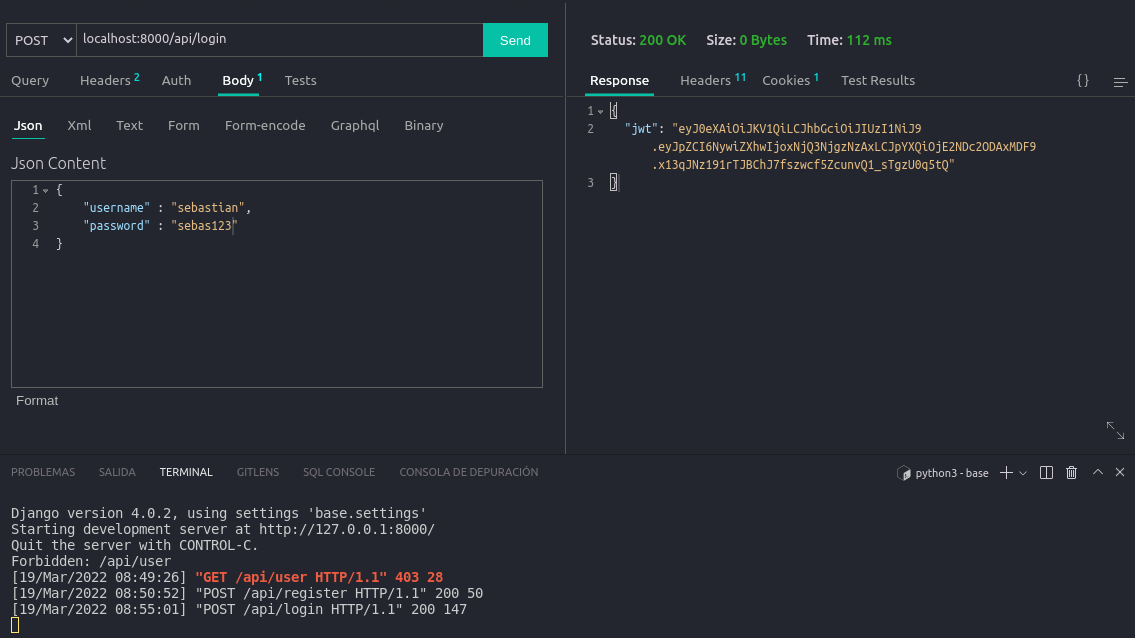 POST
localhost:8000/api/login
Send
Status: 200 OK Size: 0 Bytes Time: 112 ms
Query Headers 2 Auth Body 1 Tests
Response Headers 11 Cookies 1 Test Results {}
Json Xml Text Form Form-encode Graphql Binary
Json Content
1 {
2 "username" : "sebastian",
3 "password" : "sebas123"
4 }
Format
1 {
2 "jwt": "eyJ0eXAiOiJKV1QiLCJhbGciOiJIUzI1NiJ9
.eyJpZCI6NywiZXhwIjoxNjQ3NjgzNzAxLCJpYXQiOjE2NDc2ODAxMDF9
.x13qJNz191rTJBChJ7fszwcf5ZcunvQ1_sTgzU0q5tQ"
3 }
PROBLEMAS SALIDA TERMINAL GITLENS SQL CONSOLE CONSOLA DE DEPURACIÓN
python3 - base
Django version 4.0.2, using settings 'base.settings'
Starting development server at http://127.0.0.1:8000/
Quit the server with CONTROL-C.
Forbidden: /api/user
[19/Mar/2022 08:49:26] "GET /api/user HTTP/1.1" 403 28
[19/Mar/2022 08:50:52] "POST /api/register HTTP/1.1" 200 50
[19/Mar/2022 08:55:01] "POST /api/login HTTP/1.1" 200 147